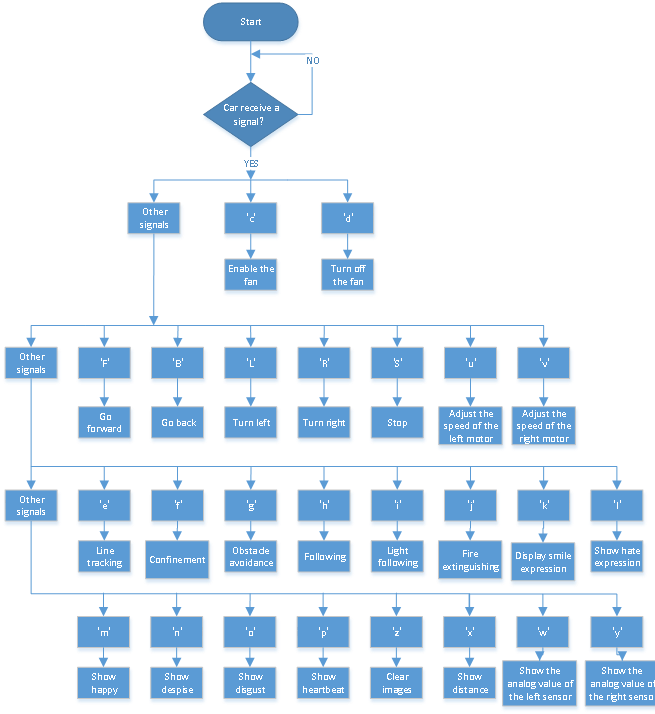 Start
NO
Car receive a
signal?
YES
Other
signals
'c'
'd'
Enable the
fan
Turn off
the fan
Other
signals
'F'
'B'
'L'
'R'
'S'
'u'
'v'
Go
forward
Go back
Turn left
Turn right
Stop
Adjust the
speed of the
left motor
Adjust the
speed of the
right motor
Other
signals
'e'
'f'
'g'
'h'
'i'
'j'
'k'
'l'
Line
tracking
Confinement
Obstacle
avoidance
Following
Light
following
Fire
extinguishing
Display smile
expression
Show hate
expression
'm'
'n'
'o'
'p'
'z'
'x'
'w'
'y'
Show
happy
Show
despise
Show
disgust
Show
heartbeat
Clear
images
Show
distance
Show the
analog value of
the left sensor
Show the
analog value of
the right sensor